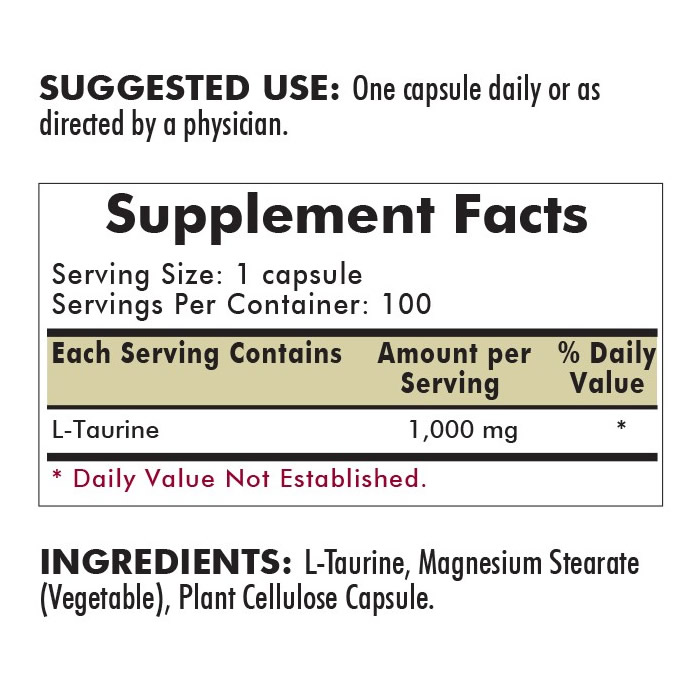 SUGGESTED USE: One capsule daily or as
directed by a physician.
Supplement Facts
Serving Size: 1 capsule
Servings Per Container: 100
Each Serving Contains Amount per % Daily
Serving Value
L-Taurine 1,000 mg *
* Daily Value Not Established.
INGREDIENTS: L-Taurine, Magnesium Stearate
(Vegetable), Plant Cellulose Capsule.